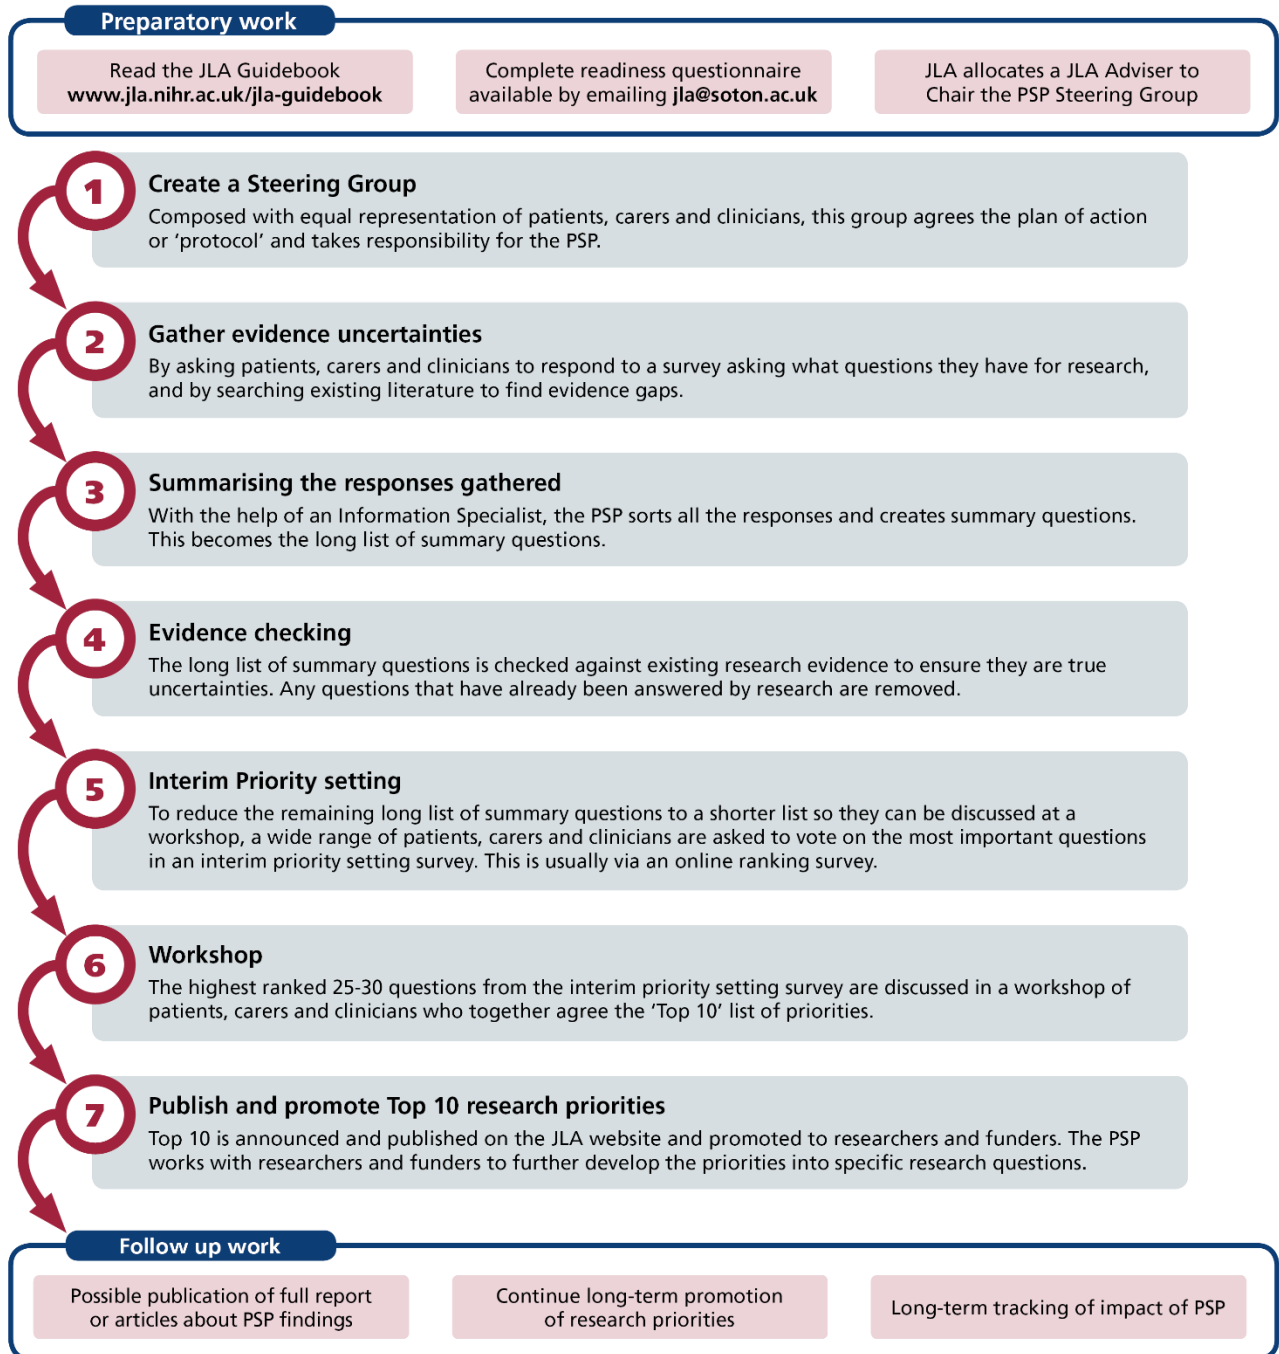 Preparatory work
Read the JLA Guidebook
www.jla.nihr.ac.uk/jla-guidebook
Complete readiness questionnaire
available by emailing jla@soton.ac.uk
JLA allocates a JLA Adviser to
Chair the PSP Steering Group
1
Create a Steering Group
Composed with equal representation of patients, carers and clinicians, this group agrees the plan of action
or ‘protocol’ and takes responsibility for the PSP.
2
Gather evidence uncertainties
By asking patients, carers and clinicians to respond to a survey asking what questions they have for research,
and by searching existing literature to find evidence gaps.
3
Summarising the responses gathered
With the help of an Information Specialist, the PSP sorts all the responses and creates summary questions.
This becomes the long list of summary questions.
4
Evidence checking
The long list of summary questions is checked against existing research evidence to ensure they are true
uncertainties. Any questions that have already been answered by research are removed.
5
Interim Priority setting
To reduce the remaining long list of summary questions to a shorter list so they can be discussed at a
workshop, a wide range of patients, carers and clinicians are asked to vote on the most important questions
in an interim priority setting survey. This is usually via an online ranking survey.
6
Workshop
The highest ranked 25-30 questions from the interim priority setting survey are discussed in a workshop of
patients, carers and clinicians who together agree the ‘Top 10’ list of priorities.
7
Publish and promote Top 10 research priorities
Top 10 is announced and published on the JLA website and promoted to researchers and funders. The PSP
works with researchers and funders to further develop the priorities into specific research questions.
Follow up work
Possible publication of full report
or articles about PSP findings
Continue long-term promotion
of research priorities
Long-term tracking of impact of PSP